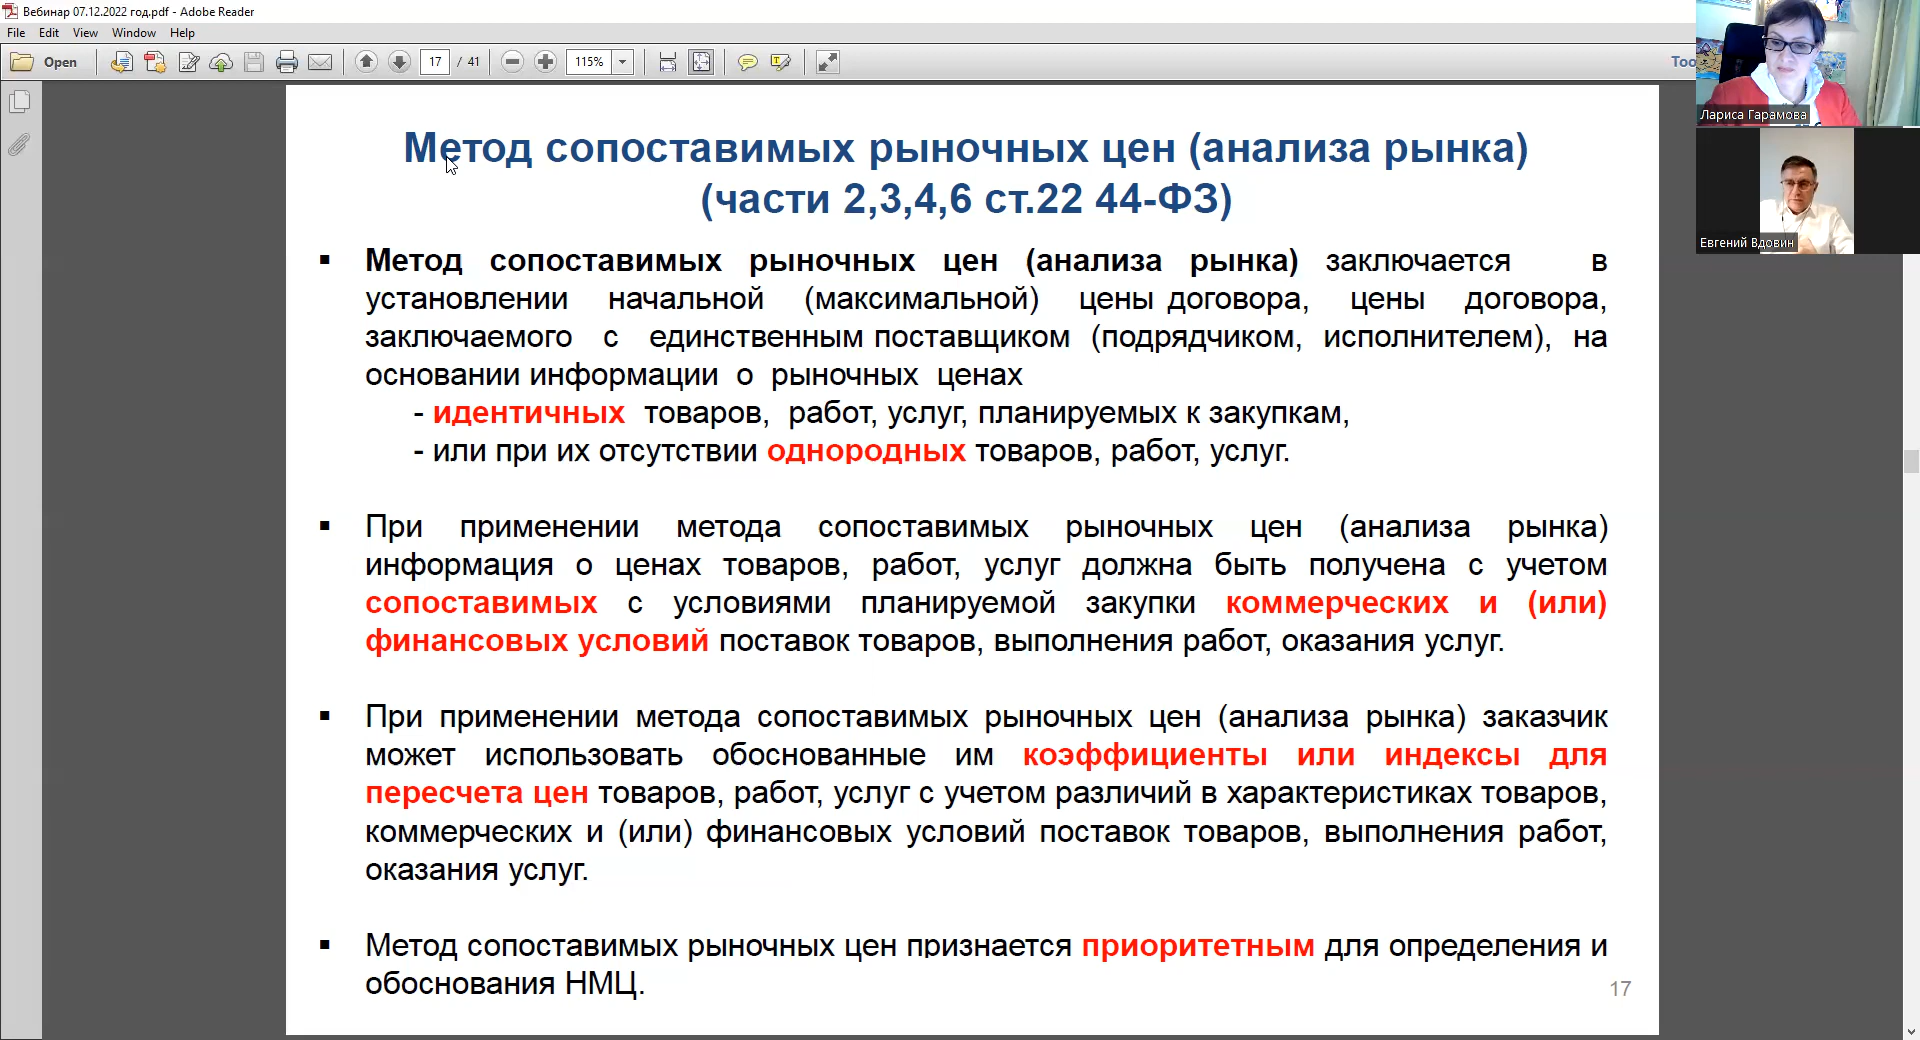 Вебинар 07.12.2022 год.pdf - Adobe Reader
File Edit View Window Help
Open 17 / 41 115%
Лариса Гарамова
Евгений Вдовин
Метод сопоставимых рыночных цен (анализа рынка)
(части 2,3,4,6 ст.22 44-ФЗ)
▪ Метод сопоставимых рыночных цен (анализа рынка) заключается в
установлении начальной (максимальной) цены договора, цены договора,
заключаемого с единственным поставщиком (подрядчиком, исполнителем), на
основании информации о рыночных ценах
- идентичных товаров, работ, услуг, планируемых к закупкам,
- или при их отсутствии однородных товаров, работ, услуг.
▪ При применении метода сопоставимых рыночных цен (анализа рынка)
информация о ценах товаров, работ, услуг должна быть получена с учетом
сопоставимых с условиями планируемой закупки коммерческих и (или)
финансовых условий поставок товаров, выполнения работ, оказания услуг.
▪ При применении метода сопоставимых рыночных цен (анализа рынка) заказчик
может использовать обоснованные им коэффициенты или индексы для
пересчета цен товаров, работ, услуг с учетом различий в характеристиках товаров,
коммерческих и (или) финансовых условий поставок товаров, выполнения работ,
оказания услуг.
▪ Метод сопоставимых рыночных цен признается приоритетным для определения и
обоснования НМЦ.
17